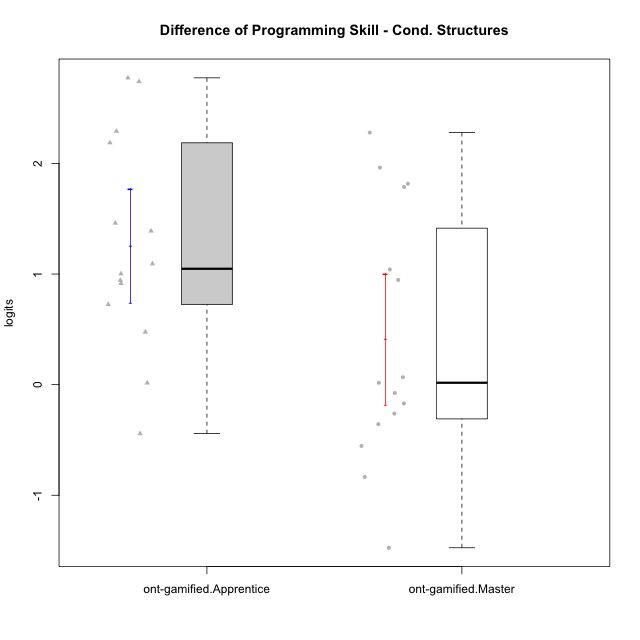 Difference of Programming Skill - Cond. Structures
logits
2
1
0
-1
ont-gamified.Apprentice
ont-gamified.Master